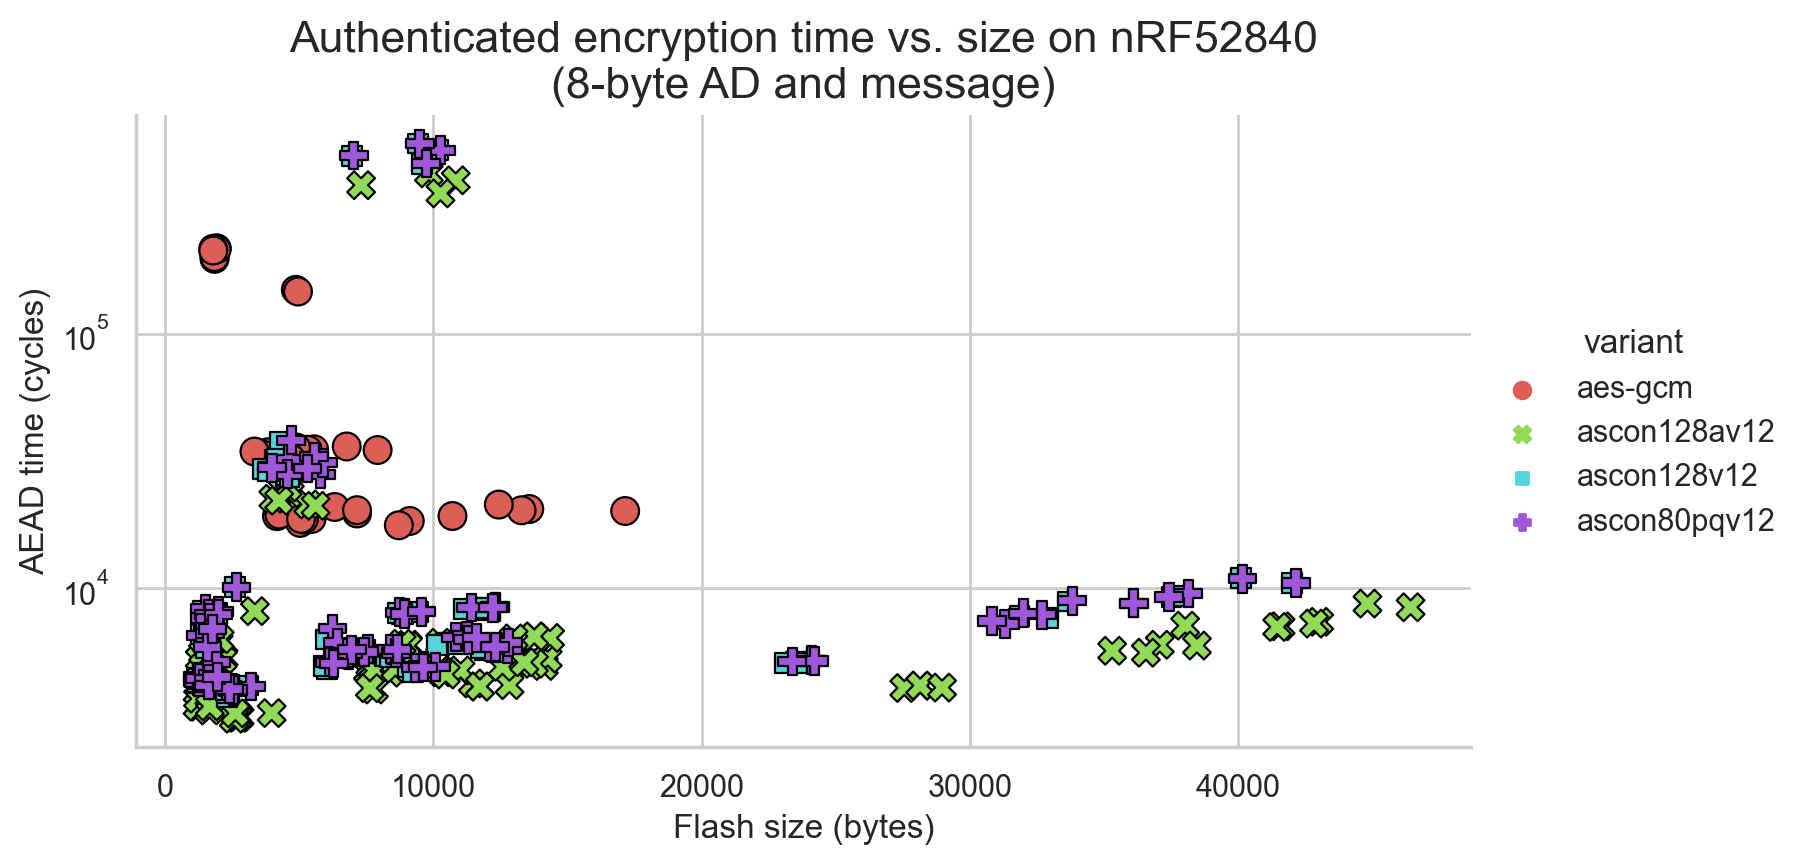 Authenticated encryption time vs. size on nRF52840
(8-byte AD and message)
AEAD time (cycles)
10^5
10^4
0 10000 20000 30000 40000
Flash size (bytes)
variant
aes-gcm
ascon128av12
ascon128v12
ascon80pqv12